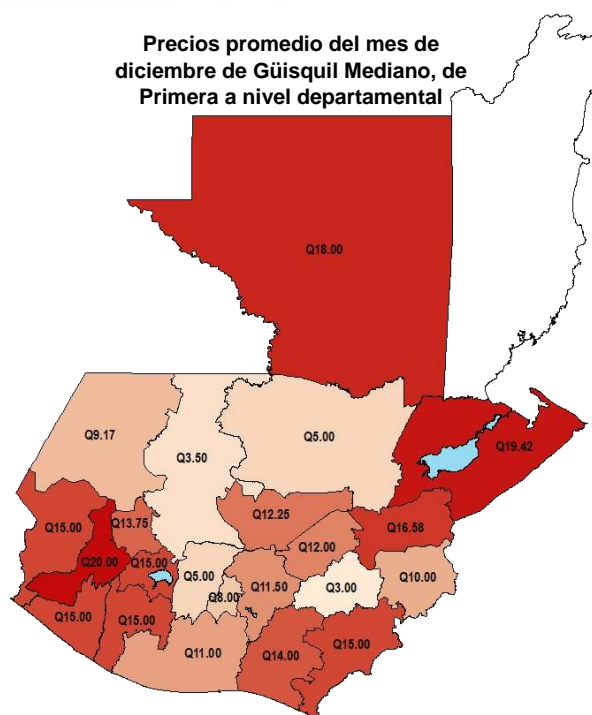 Precios promedio del mes de
diciembre de Güisquil Mediano, de
Primera a nivel departamental
Q18.00
Q9.17
Q3.50
Q5.00
Q19.42
Q15.00
Q13.75
Q12.25
Q16.58
Q20.00
Q15.00
Q12.00
Q5.00
Q8.00
Q11.50
Q3.00
Q10.00
Q15.00
Q15.00
Q11.00
Q14.00
Q15.00